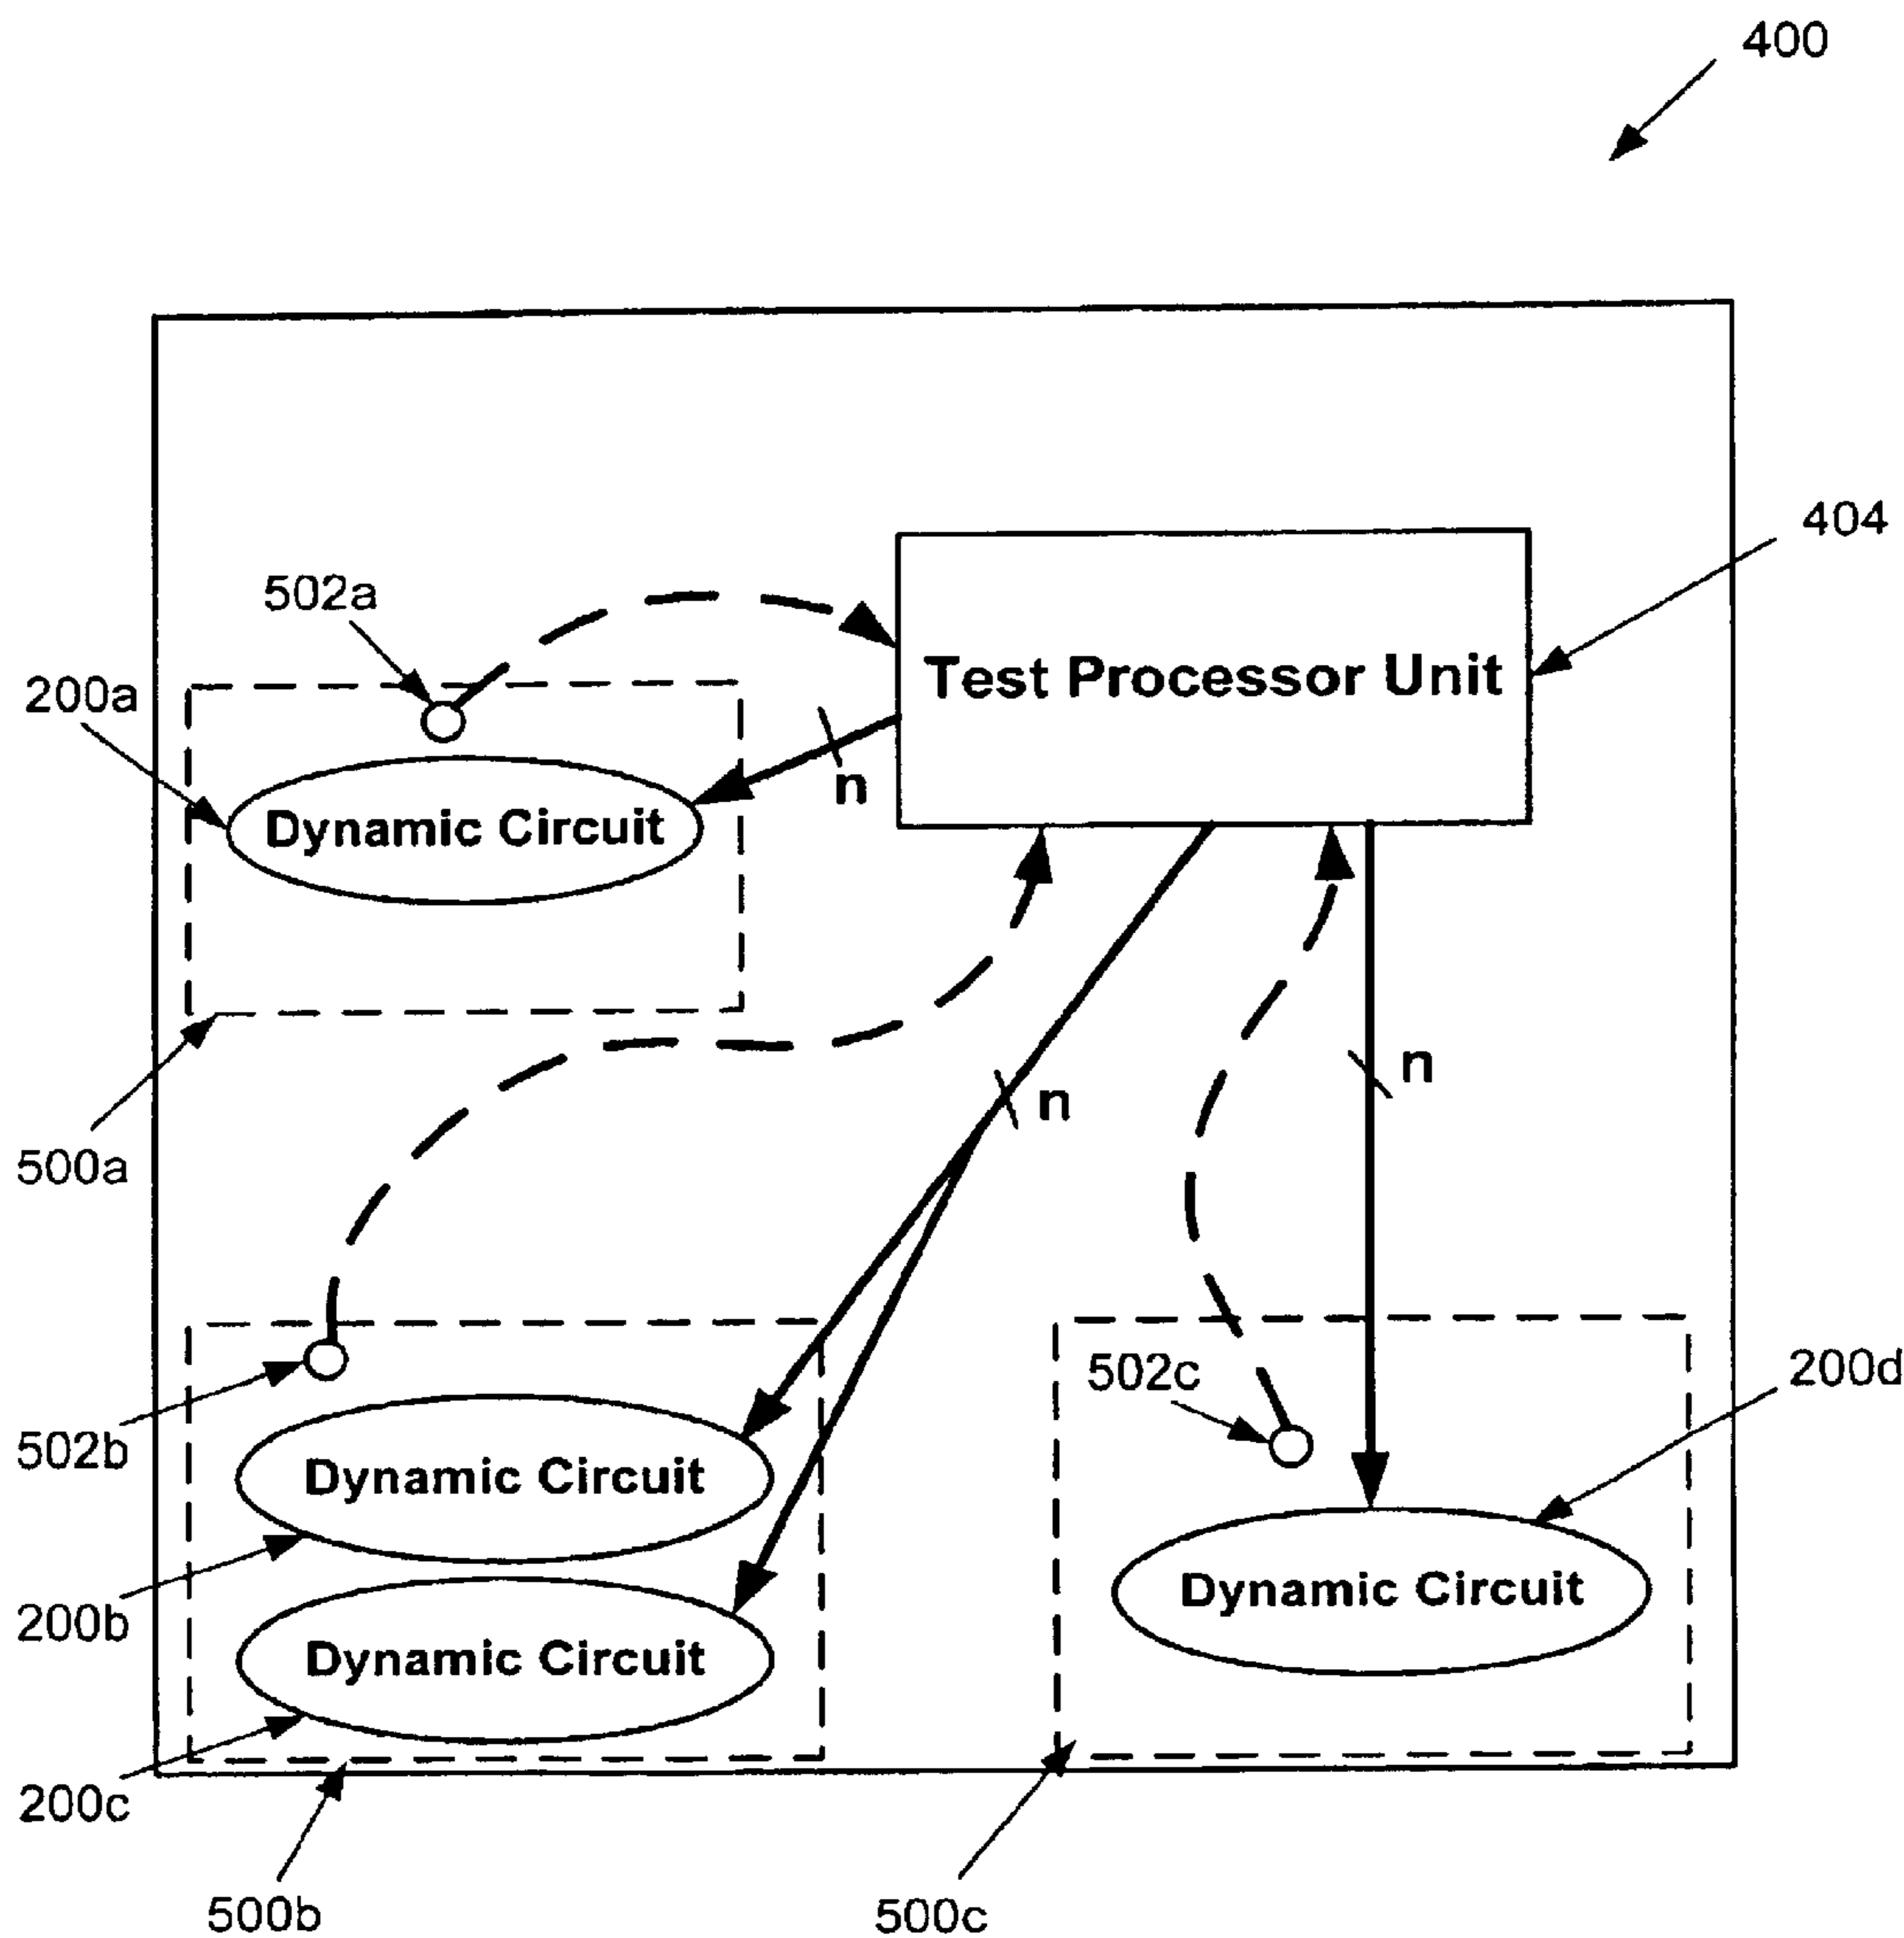 400
404
502a
200a
Test Processor Unit
n
Dynamic Circuit
n
n
500a
502c
200d
502b
Dynamic Circuit
Dynamic Circuit
200b
Dynamic Circuit
200c
500b
500c